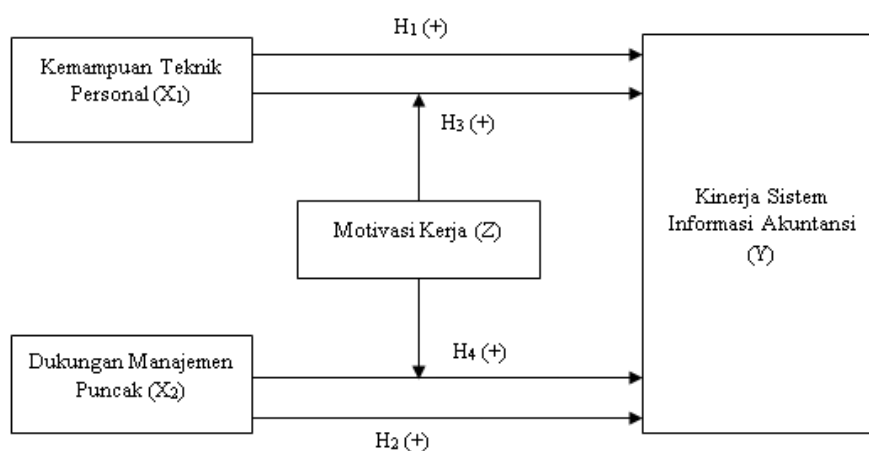 H1 (+)
Kemampuan Teknik
Personal (X1)
H3 (+)
Motivasi Kerja (Z)
Kinerja Sistem
Informasi Akuntansi
(Y)
Dukungan Manajemen
Puncak (X2)
H4 (+)
H2 (+)